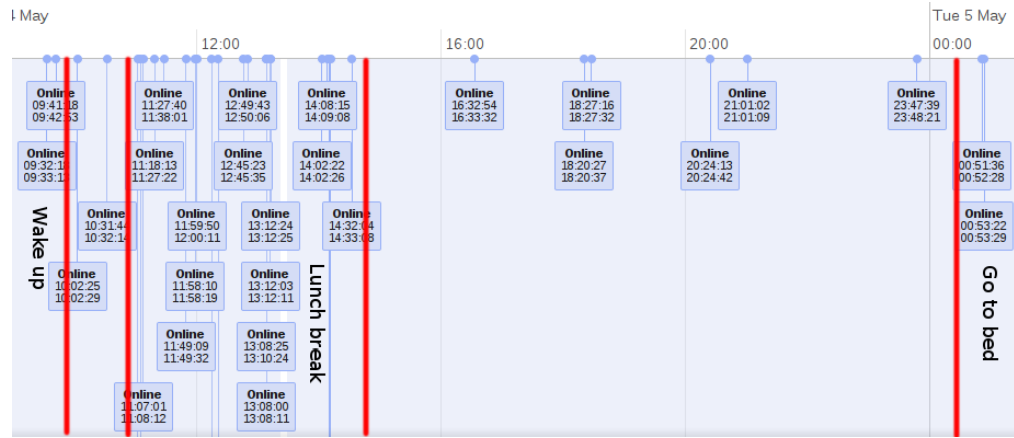 4 May
Tue 5 May
12:00
16:00
20:00
00:00
Online
09:41:18
09:42:53
Online
11:27:40
11:38:01
Online
12:49:43
12:50:06
Online
14:08:15
14:09:08
Online
16:32:54
16:33:32
Online
18:27:16
18:27:32
Online
21:01:02
21:01:09
Online
23:47:39
23:48:21
Online
09:32:18
Online
11:18:13
11:27:22
Online
12:45:23
12:45:35
Online
14:02:22
14:02:26
Online
18:20:27
18:20:37
Online
20:24:13
20:24:42
Online
00:51:36
00:52:28
Wake up
Online
10:31:44
10:32:14
Online
11:59:50
12:00:11
Online
13:12:24
13:12:25
Online
14:32:04
14:33:08
Online
00:53:22
00:53:29
Online
10:02:25
10:02:29
Online
11:58:10
11:58:19
Online
13:12:03
13:12:11
Lunch break
Go to bed
Online
11:49:09
11:49:32
Online
13:08:25
13:10:24
Online
11:07:01
11:08:12
Online
13:08:00
13:08:11